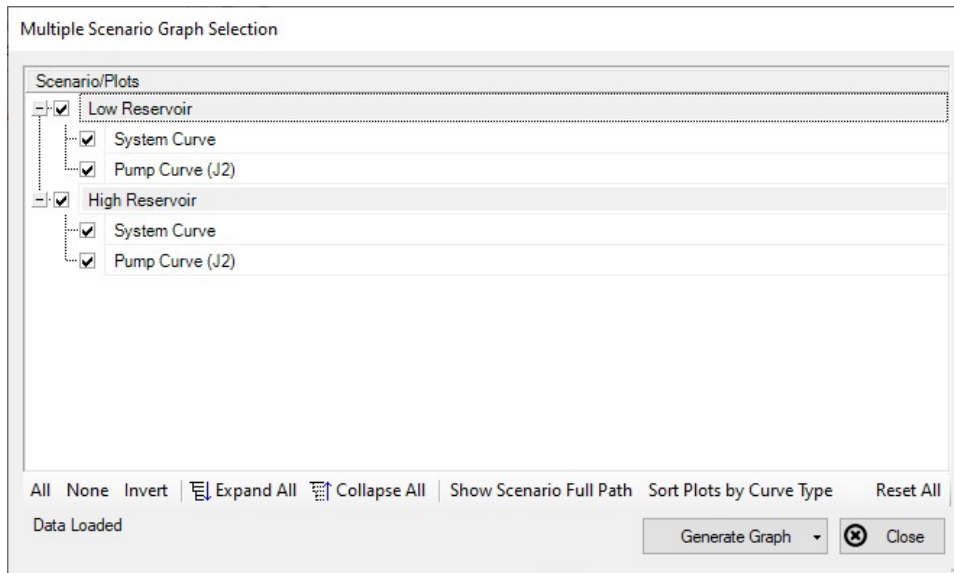 Multiple Scenario Graph Selection
Scenario/Plots
Low Reservoir
System Curve
Pump Curve (J2)
High Reservoir
System Curve
Pump Curve (J2)
All None Invert Expand All Collapse All Show Scenario Full Path Sort Plots by Curve Type Reset All
Data Loaded Generate Graph Close